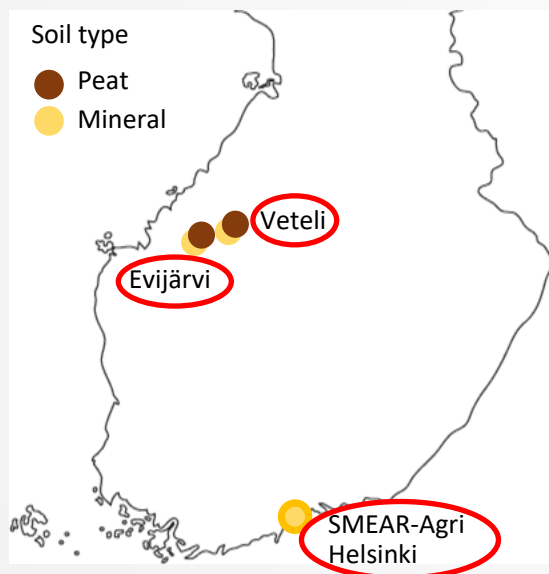 Soil type
Peat
Mineral
Veteli
Evijärvi
SMEAR-Agri
Helsinki